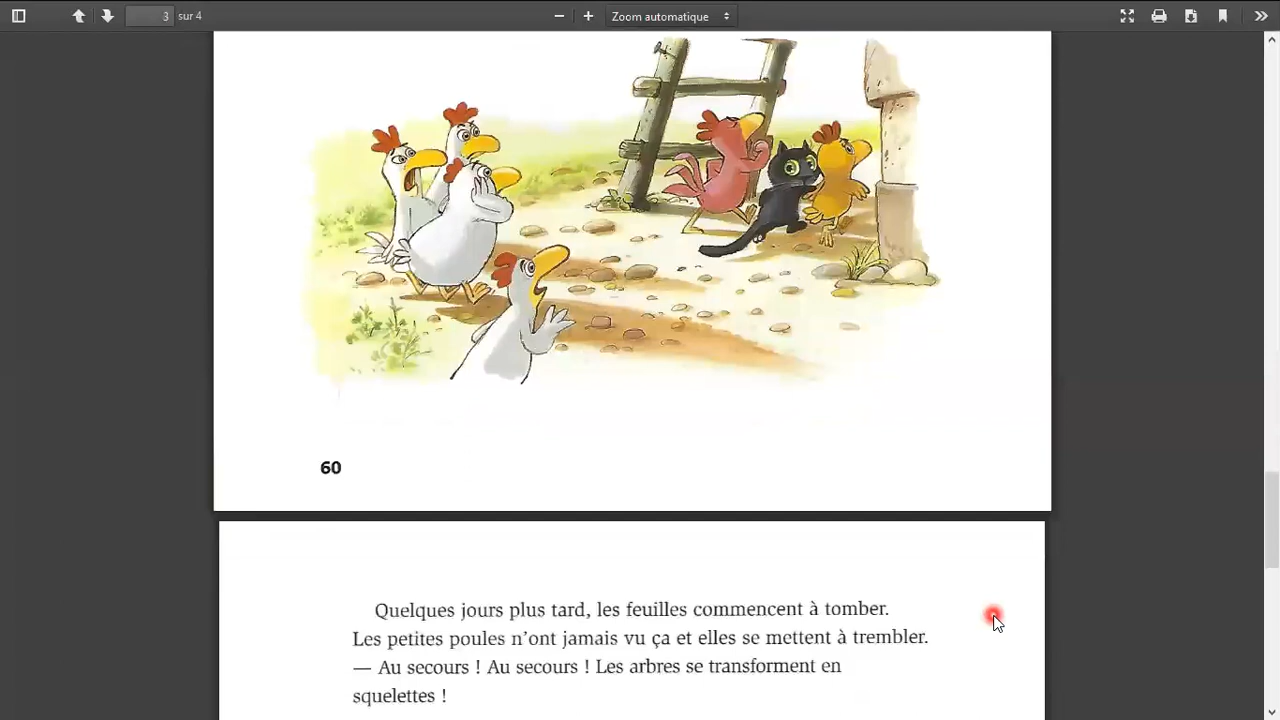 3 sur 4
Zoom automatique
60
Quelques jours plus tard, les feuilles commencent à tomber.
Les petites poules n’ont jamais vu ça et elles se mettent à trembler.
— Au secours ! Au secours ! Les arbres se transforment en
squelettes !